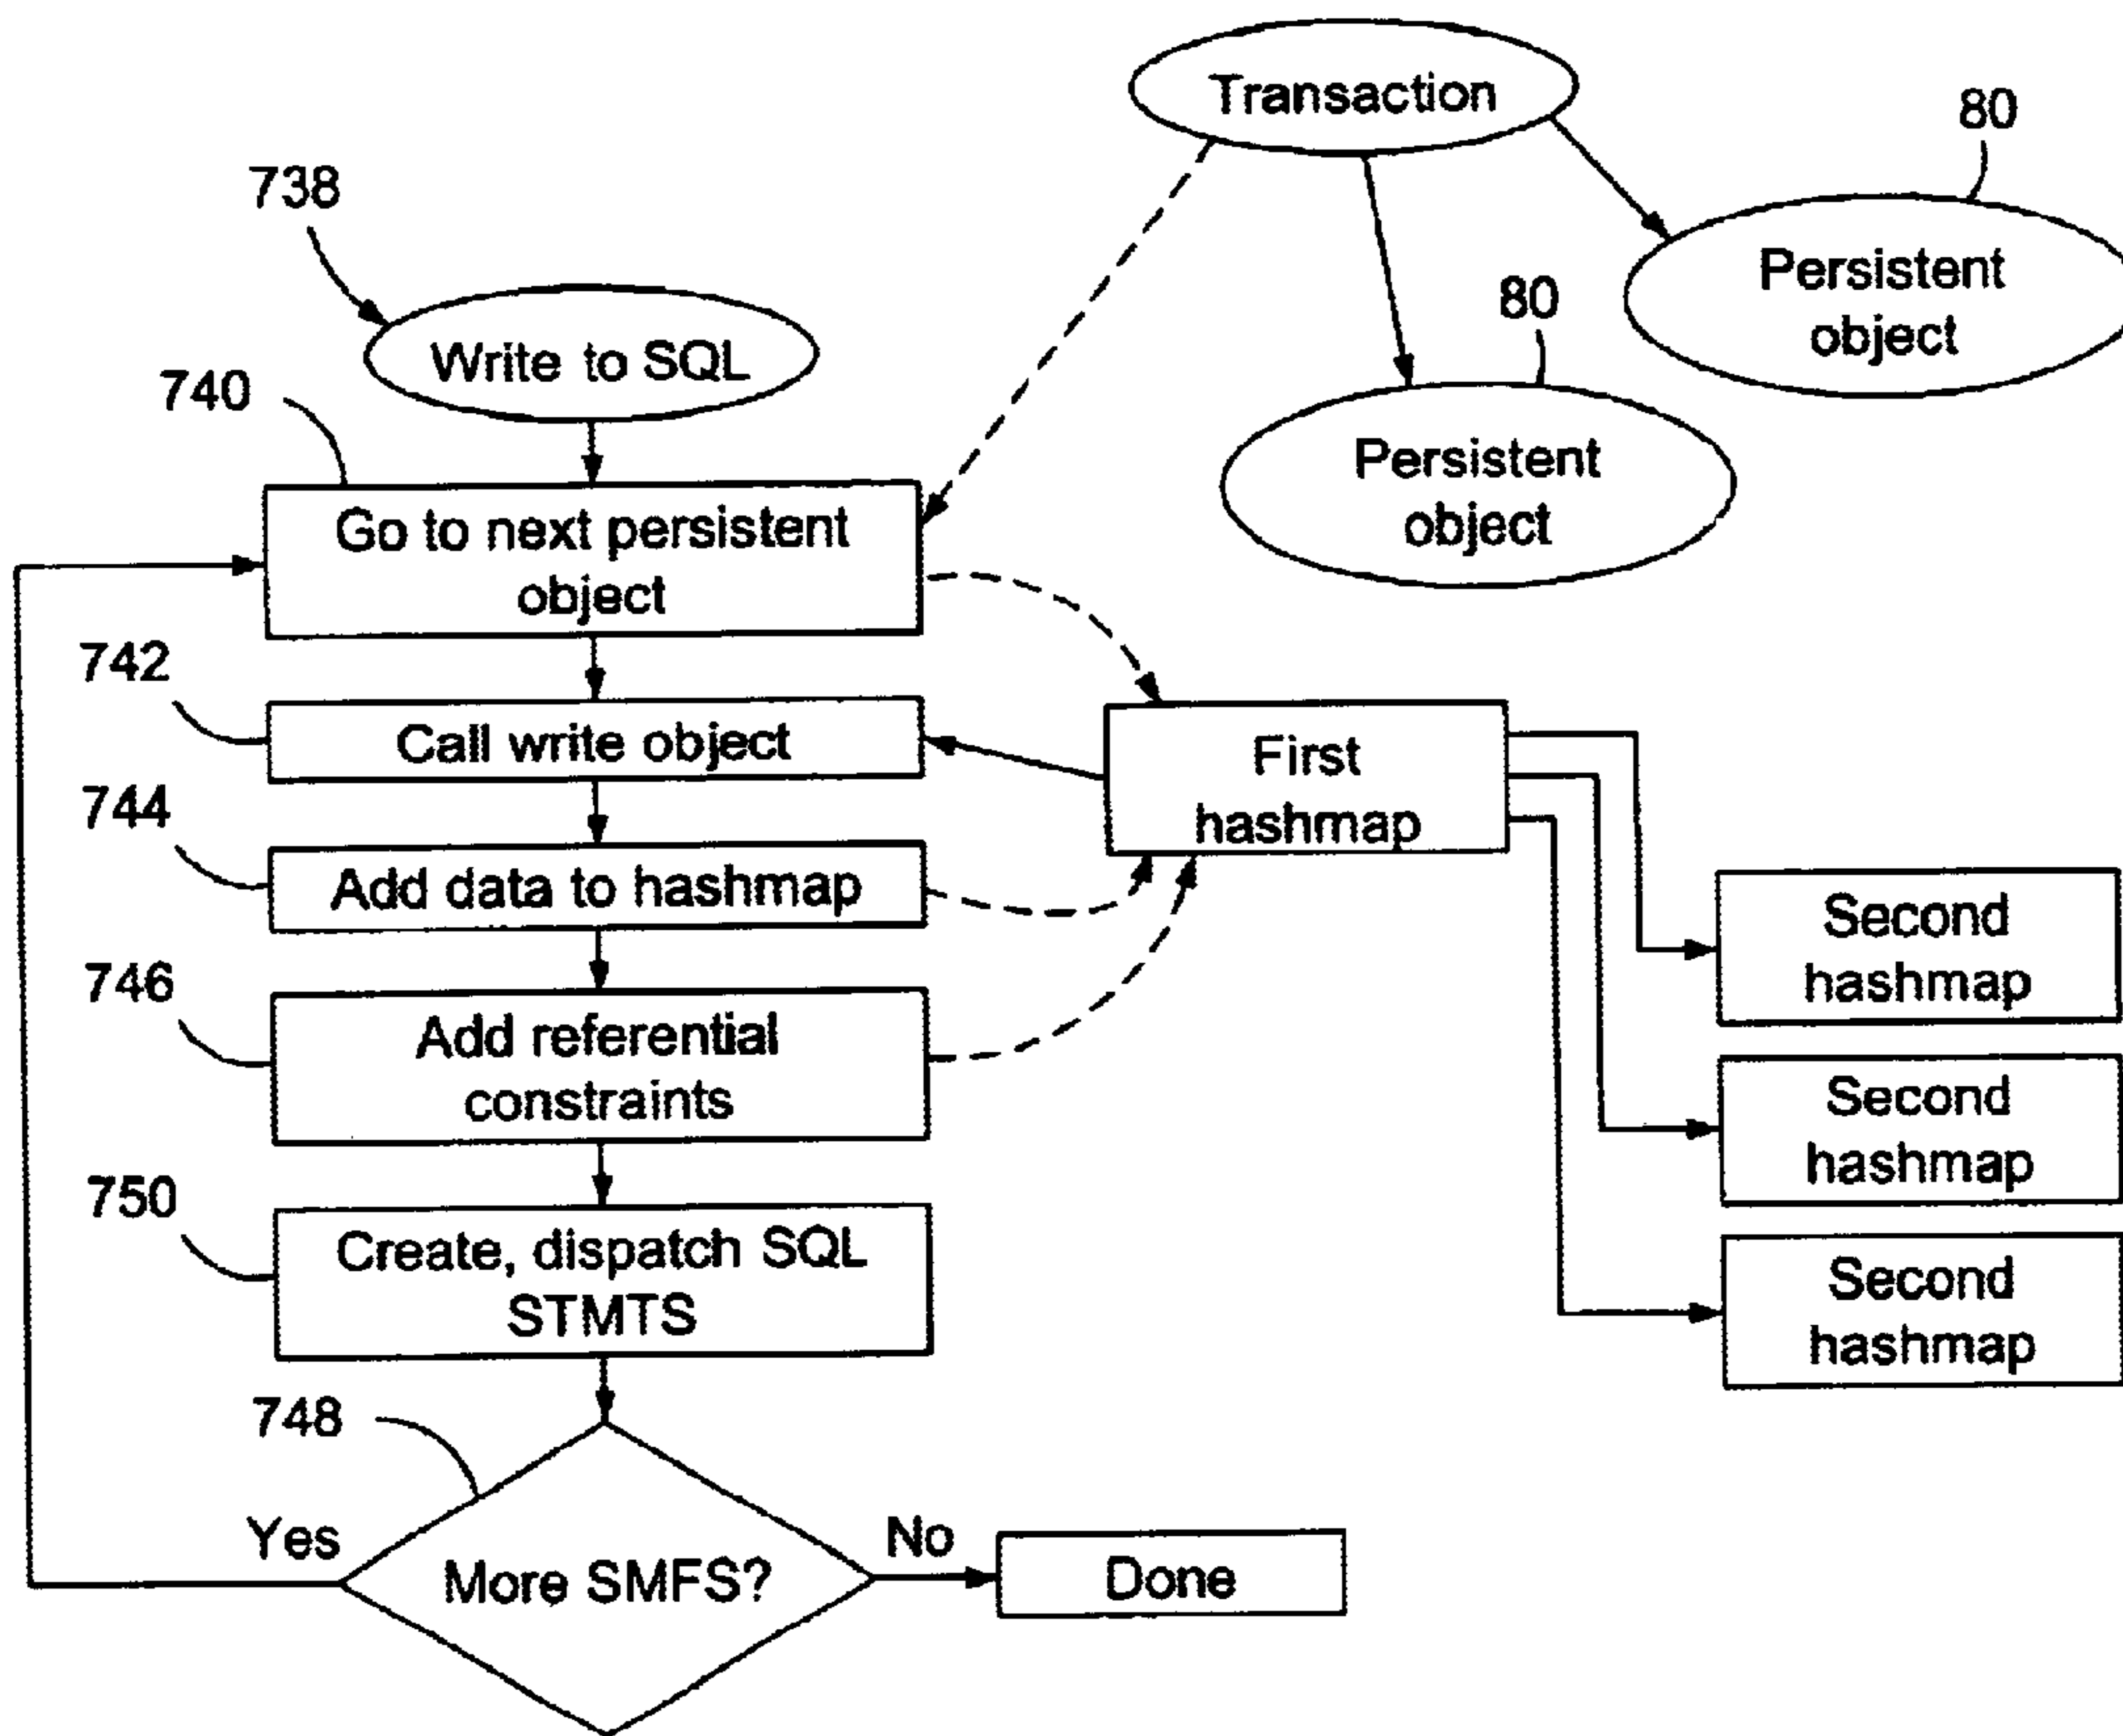 Transaction
80
738
Persistent
object
80
Write to SQL
740
Persistent
object
Go to next persistent
object
742
Call write object
First
hashmap
744
Add data to hashmap
Second
hashmap
746
Add referential
constraints
Second
hashmap
750
Create, dispatch SQL
STMTS
Second
hashmap
748
Yes
No
More SMFS?
Done